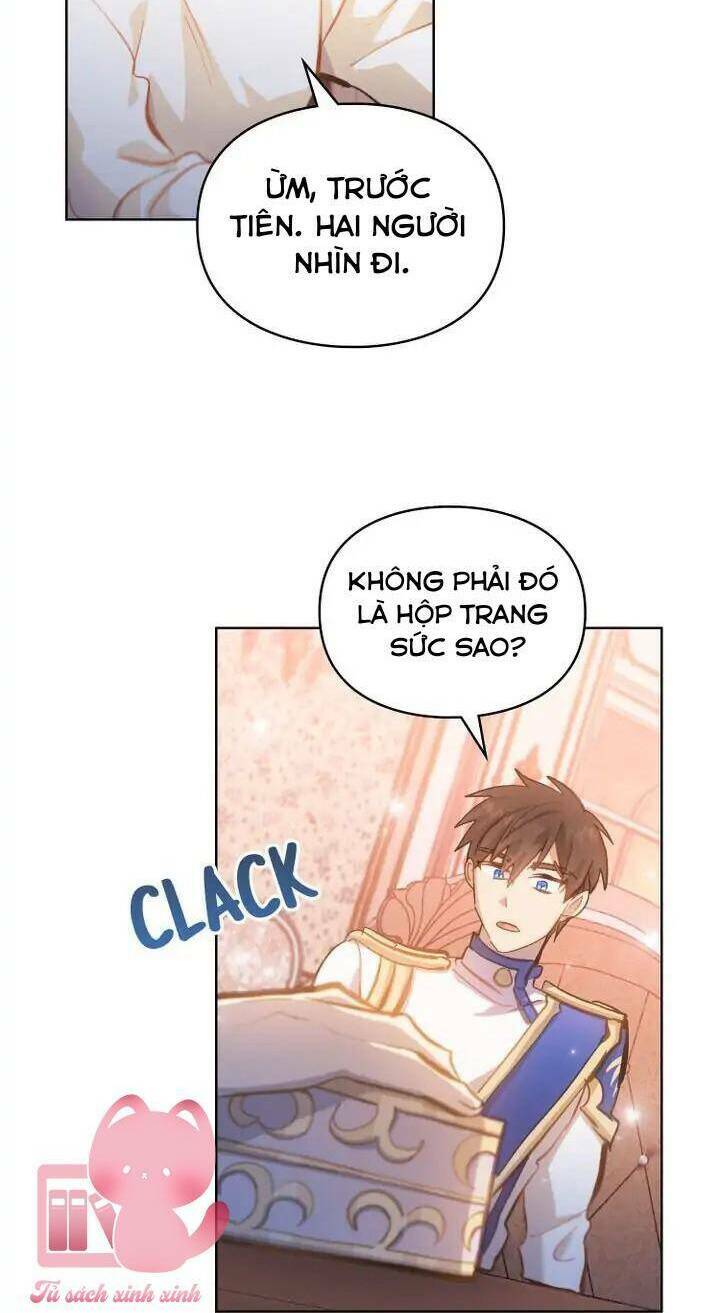 ỪM, TRƯỚC
TIÊN. HAI NGƯỜI
NHÌN ĐI.
KHÔNG PHẢI ĐÓ
LÀ HỘP TRANG
SỨC SAO?
CLACK
Tủ sách xinh xinh